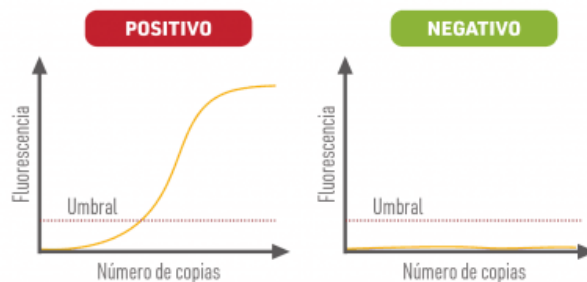 POSITIVO
NEGATIVO
Fluorescencia
Umbral
Número de copias
Fluorescencia
Umbral
Número de copias